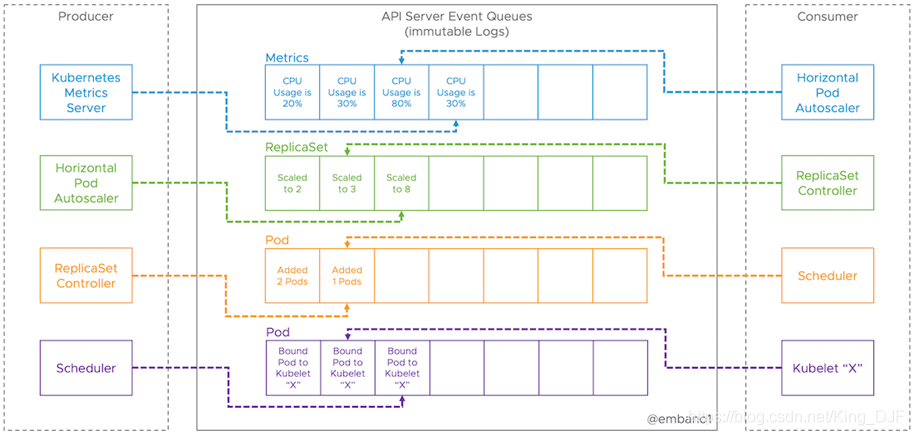 Producer
API Server Event Queues
(immutable Logs)
Consumer
Metrics
Kubernetes
Metrics
Server
CPU
Usage is
20%
CPU
Usage is
30%
CPU
Usage is
80%
CPU
Usage is
30%
Horizontal
Pod
Autoscaler
ReplicaSet
Horizontal
Pod
Autoscaler
Scaled
to 2
Scaled
to 3
Scaled
to 8
ReplicaSet
Controller
Pod
ReplicaSet
Controller
Added
2 Pods
Added
1 Pods
Scheduler
Pod
Scheduler
Bound
Pod to
Kubelet
“X”
Bound
Pod to
Kubelet
“X”
Bound
Pod to
Kubelet
“X”
Kubelet “X”
@embano1
https://blog.csdn.net/King_DJF